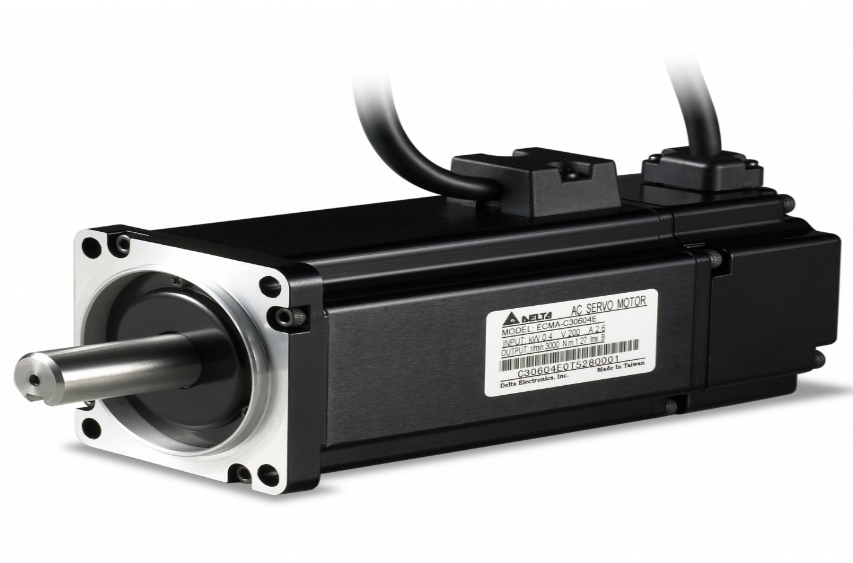 DELTA AC SERVO MOTOR
MODEL: ECMA-C30604E
INPUT kW 0.4 V 200 A 2.6
OUTPUT r/min 3000 N.m 1.27 Ins. B
C30604E0T5280001
Delta Electronics, Inc. Made In Taiwan